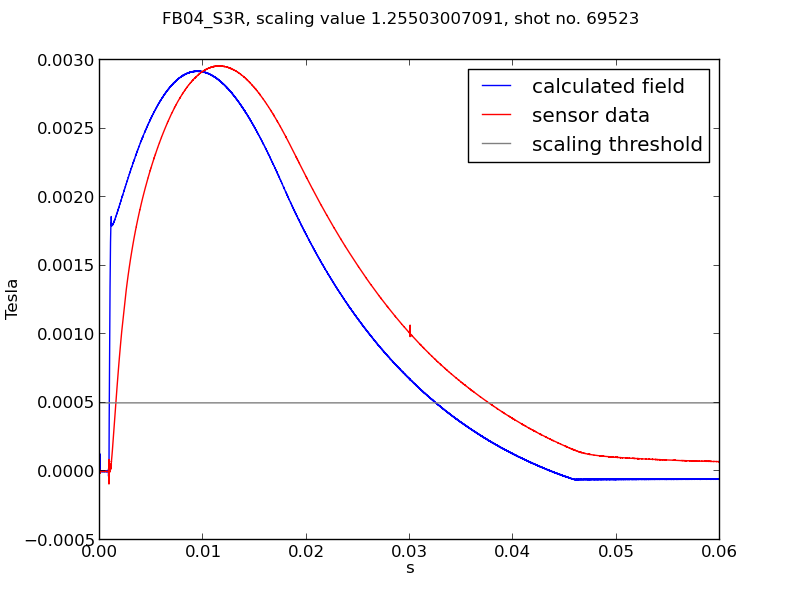 FB04_S3R, scaling value 1.25503007091, shot no. 69523
calculated field
sensor data
scaling threshold
0.0030
0.0025
0.0020
0.0015
0.0010
0.0005
0.0000
−0.0005
Tesla
0.00 0.01 0.02 0.03 0.04 0.05 0.06
s